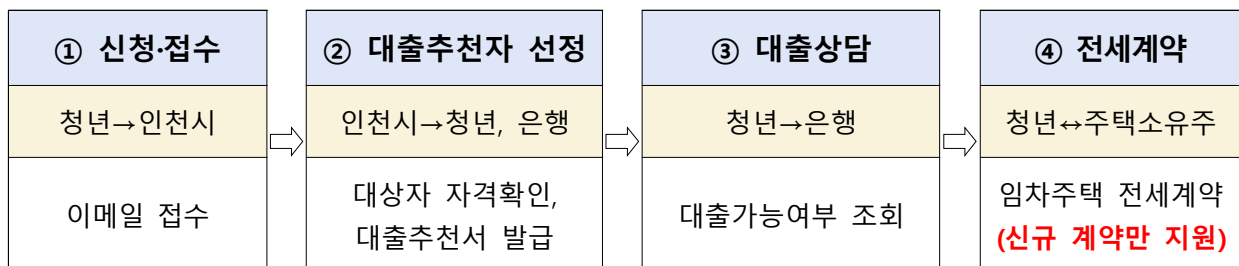 ① 신청·접수
청년→인천시
이메일 접수
② 대출추천자 선정
인천시→청년, 은행
대상자 자격확인,
대출추천서 발급
③ 대출상담
청년→은행
대출가능여부 조회
④ 전세계약
청년↔주택소유주
임차주택 전세계약
(신규 계약만 지원)